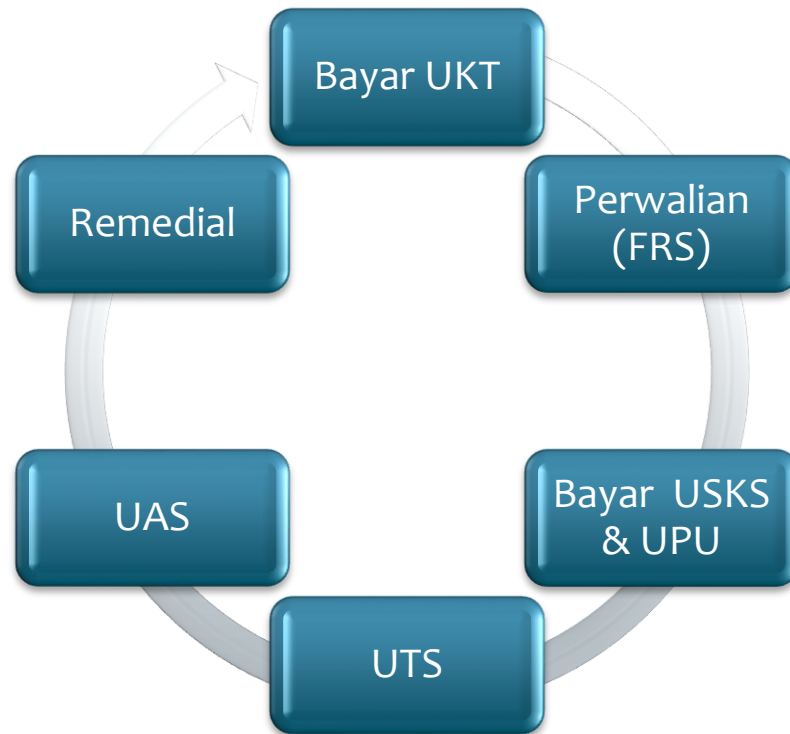 Bayar UKT
Perwalian
(FRS)
Bayar USKS
& UPU
UTS
UAS
Remedial